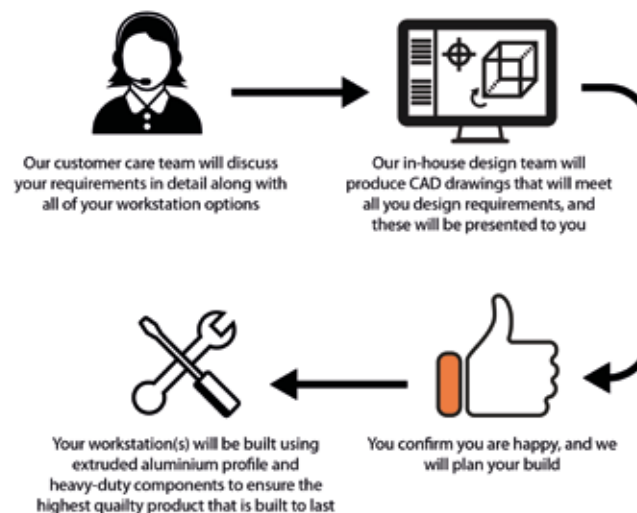 Our customer care team will discuss
your requirements in detail along with
all of your workstation options
Our in-house design team will
produce CAD drawings that will meet
all you design requirements, and
these will be presented to you
You confirm you are happy, and we
will plan your build
Your workstation(s) will be built using
extruded aluminium profile and
heavy-duty components to ensure the
highest quailty product that is built to last